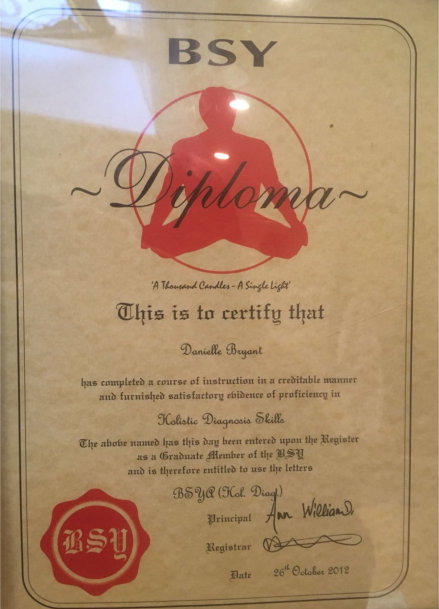 BSY
~Diploma~
'A Thousand Candles - A Single Light'
This is to certify that
Danielle Bryant
has completed a course of instruction in a creditable manner
and furnished satisfactory evidence of proficiency in
Holistic Diagnosis Skills
The above named has this day been entered upon the Register
as a Graduate Member of the BSY
and is therefore entitled to use the letters
BSYA (Hol. Diag)
Principal Ann Williams
BSY
Registrar
Date 26th October 2012